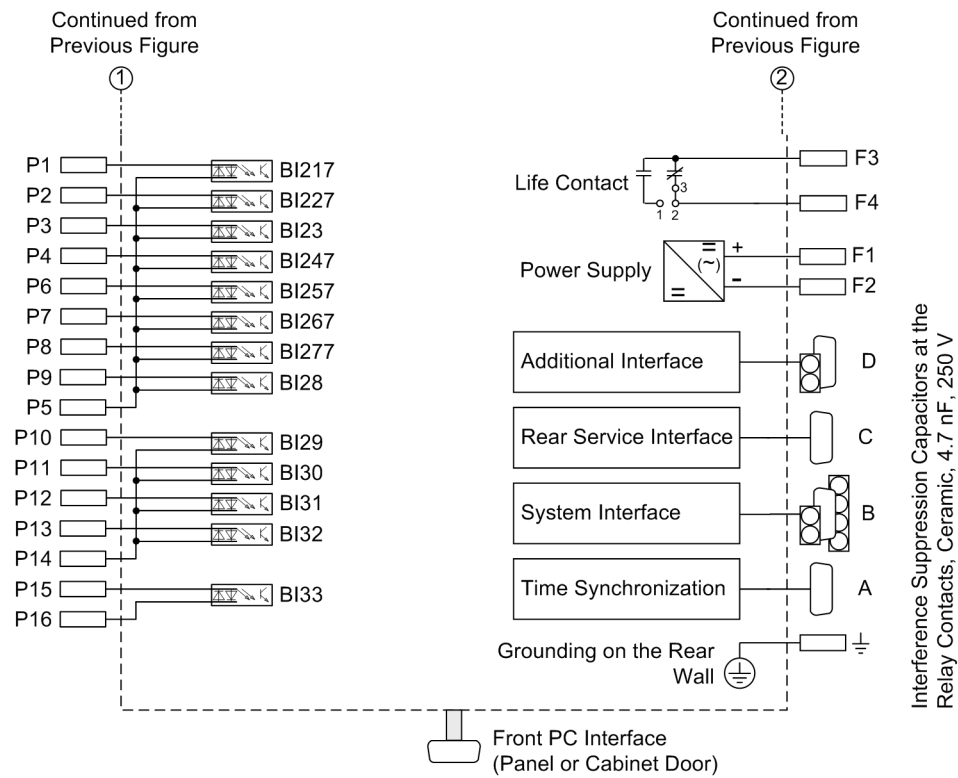 Continued from
Previous Figure
1
Continued from
Previous Figure
2
P1
BI217
P2
BI227
P3
BI23
P4
BI247
P6
BI257
P7
BI267
P8
BI277
P9
BI28
P5
P10
BI29
P11
BI30
P12
BI31
P13
BI32
P14
P15
BI33
P16
Life Contact
3
1 2
F3
F4
Power Supply
=
(~)
=
+
-
F1
F2
Additional Interface
D
Rear Service Interface
C
System Interface
B
Time Synchronization
A
Grounding on the Rear
Wall
Front PC Interface
(Panel or Cabinet Door)
Interference Suppression Capacitors at the
Relay Contacts, Ceramic, 4.7 nF, 250 V